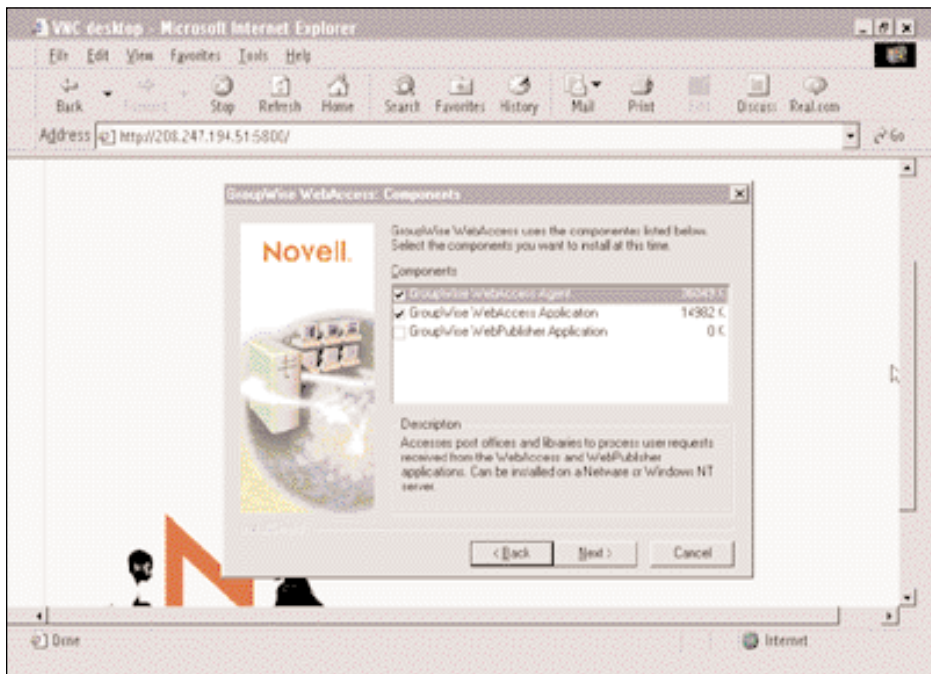 VNC desktop - Microsoft Internet Explorer
File Edit View Favorites Tools Help
Back Stop Refresh Home Search Favorites History Mail Print Edit Discuss Real.com
Address http://208.247.194.51:5800/ Go
GroupWise WebAccess: Components
Novell.
GroupWise WebAccess uses the componentes listed below.
Select the components you want to install at this time.
Components
GroupWise WebAccess Agent
GroupWise WebAccess Application 14982 K
GroupWise WebPublisher Application 0 K
Description
Accesses post offices and libraries to process user requests
received from the WebAccess and WebPublisher
applications. Can be installed on a Netware or Windows NT
server.
< Back Next > Cancel
Done Internet